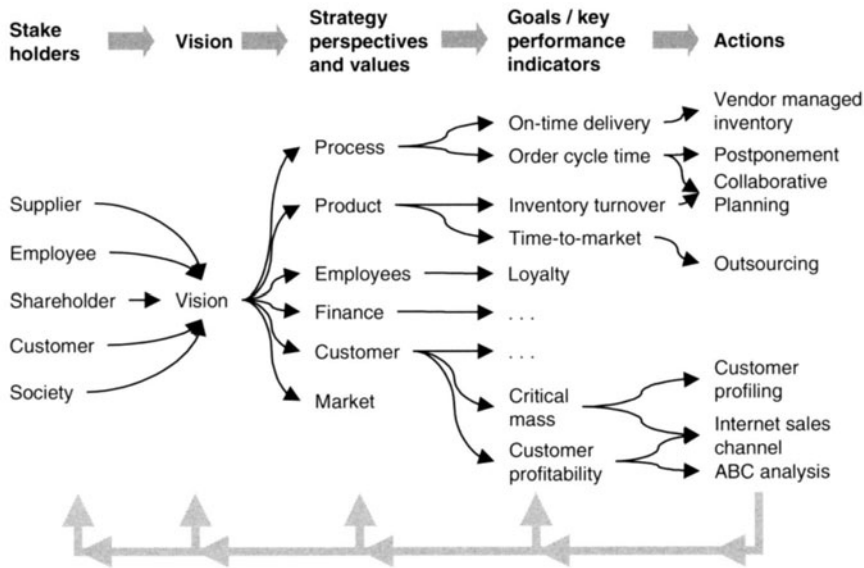 Stake
holders
Vision
Strategy
perspectives
and values
Goals / key
performance
indicators
Actions
Supplier
Employee
Shareholder
Customer
Society
Vision
Process
Product
Employees
Finance
Customer
Market
On-time delivery
Order cycle time
Inventory turnover
Time-to-market
Loyalty
. . .
. . .
Critical
mass
Customer
profitability
Vendor managed
inventory
Postponement
Collaborative
Planning
Outsourcing
Customer
profiling
Internet sales
channel
ABC analysis